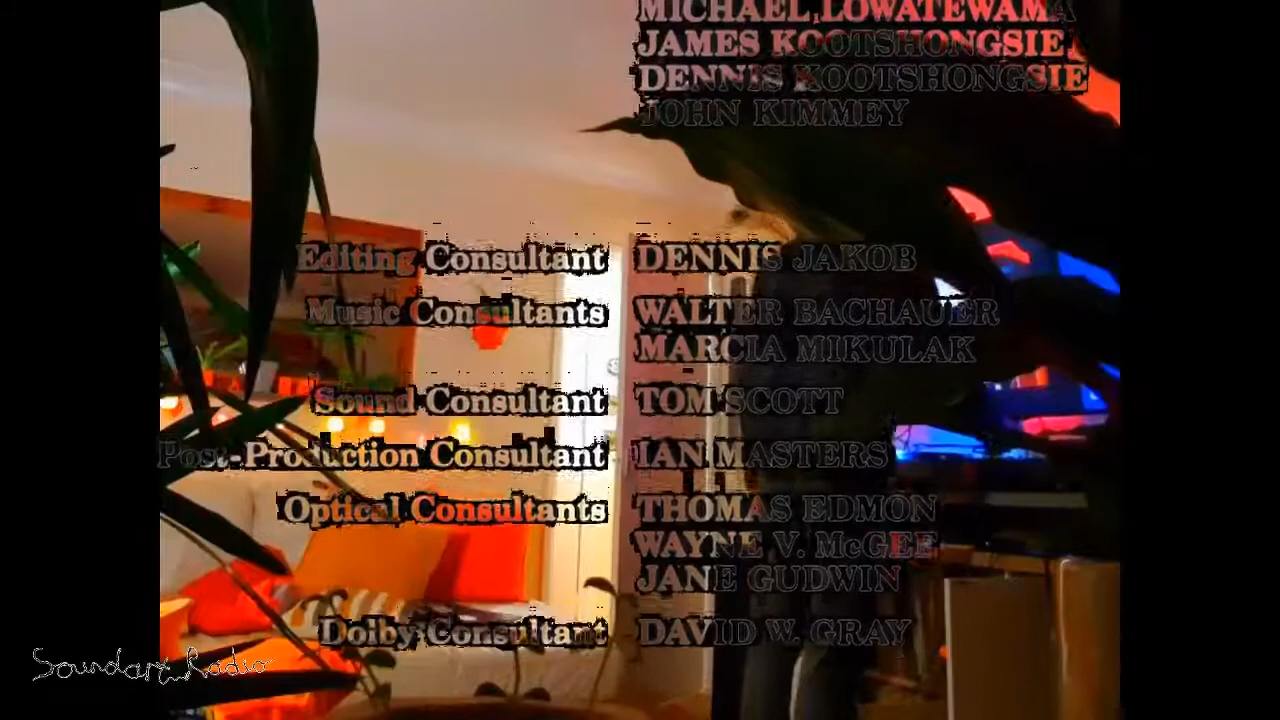 MICHAEL LOWATEWAMA
JAMES KOOTSHONGSIE
DENNIS KOOTSHONGSIE
JOHN KIMMEY
Editing Consultant DENNIS JAKOB
Music Consultants WALTER BACHAUER
MARCIA MIKULAK
Sound Consultant TOM SCOTT
Post-Production Consultant IAN MASTERS
Optical Consultants THOMAS EDMON
WAYNE V. McGEE
JANE GUDWIN
Dolby Consultant DAVID W. GRAY
Soundart Radio